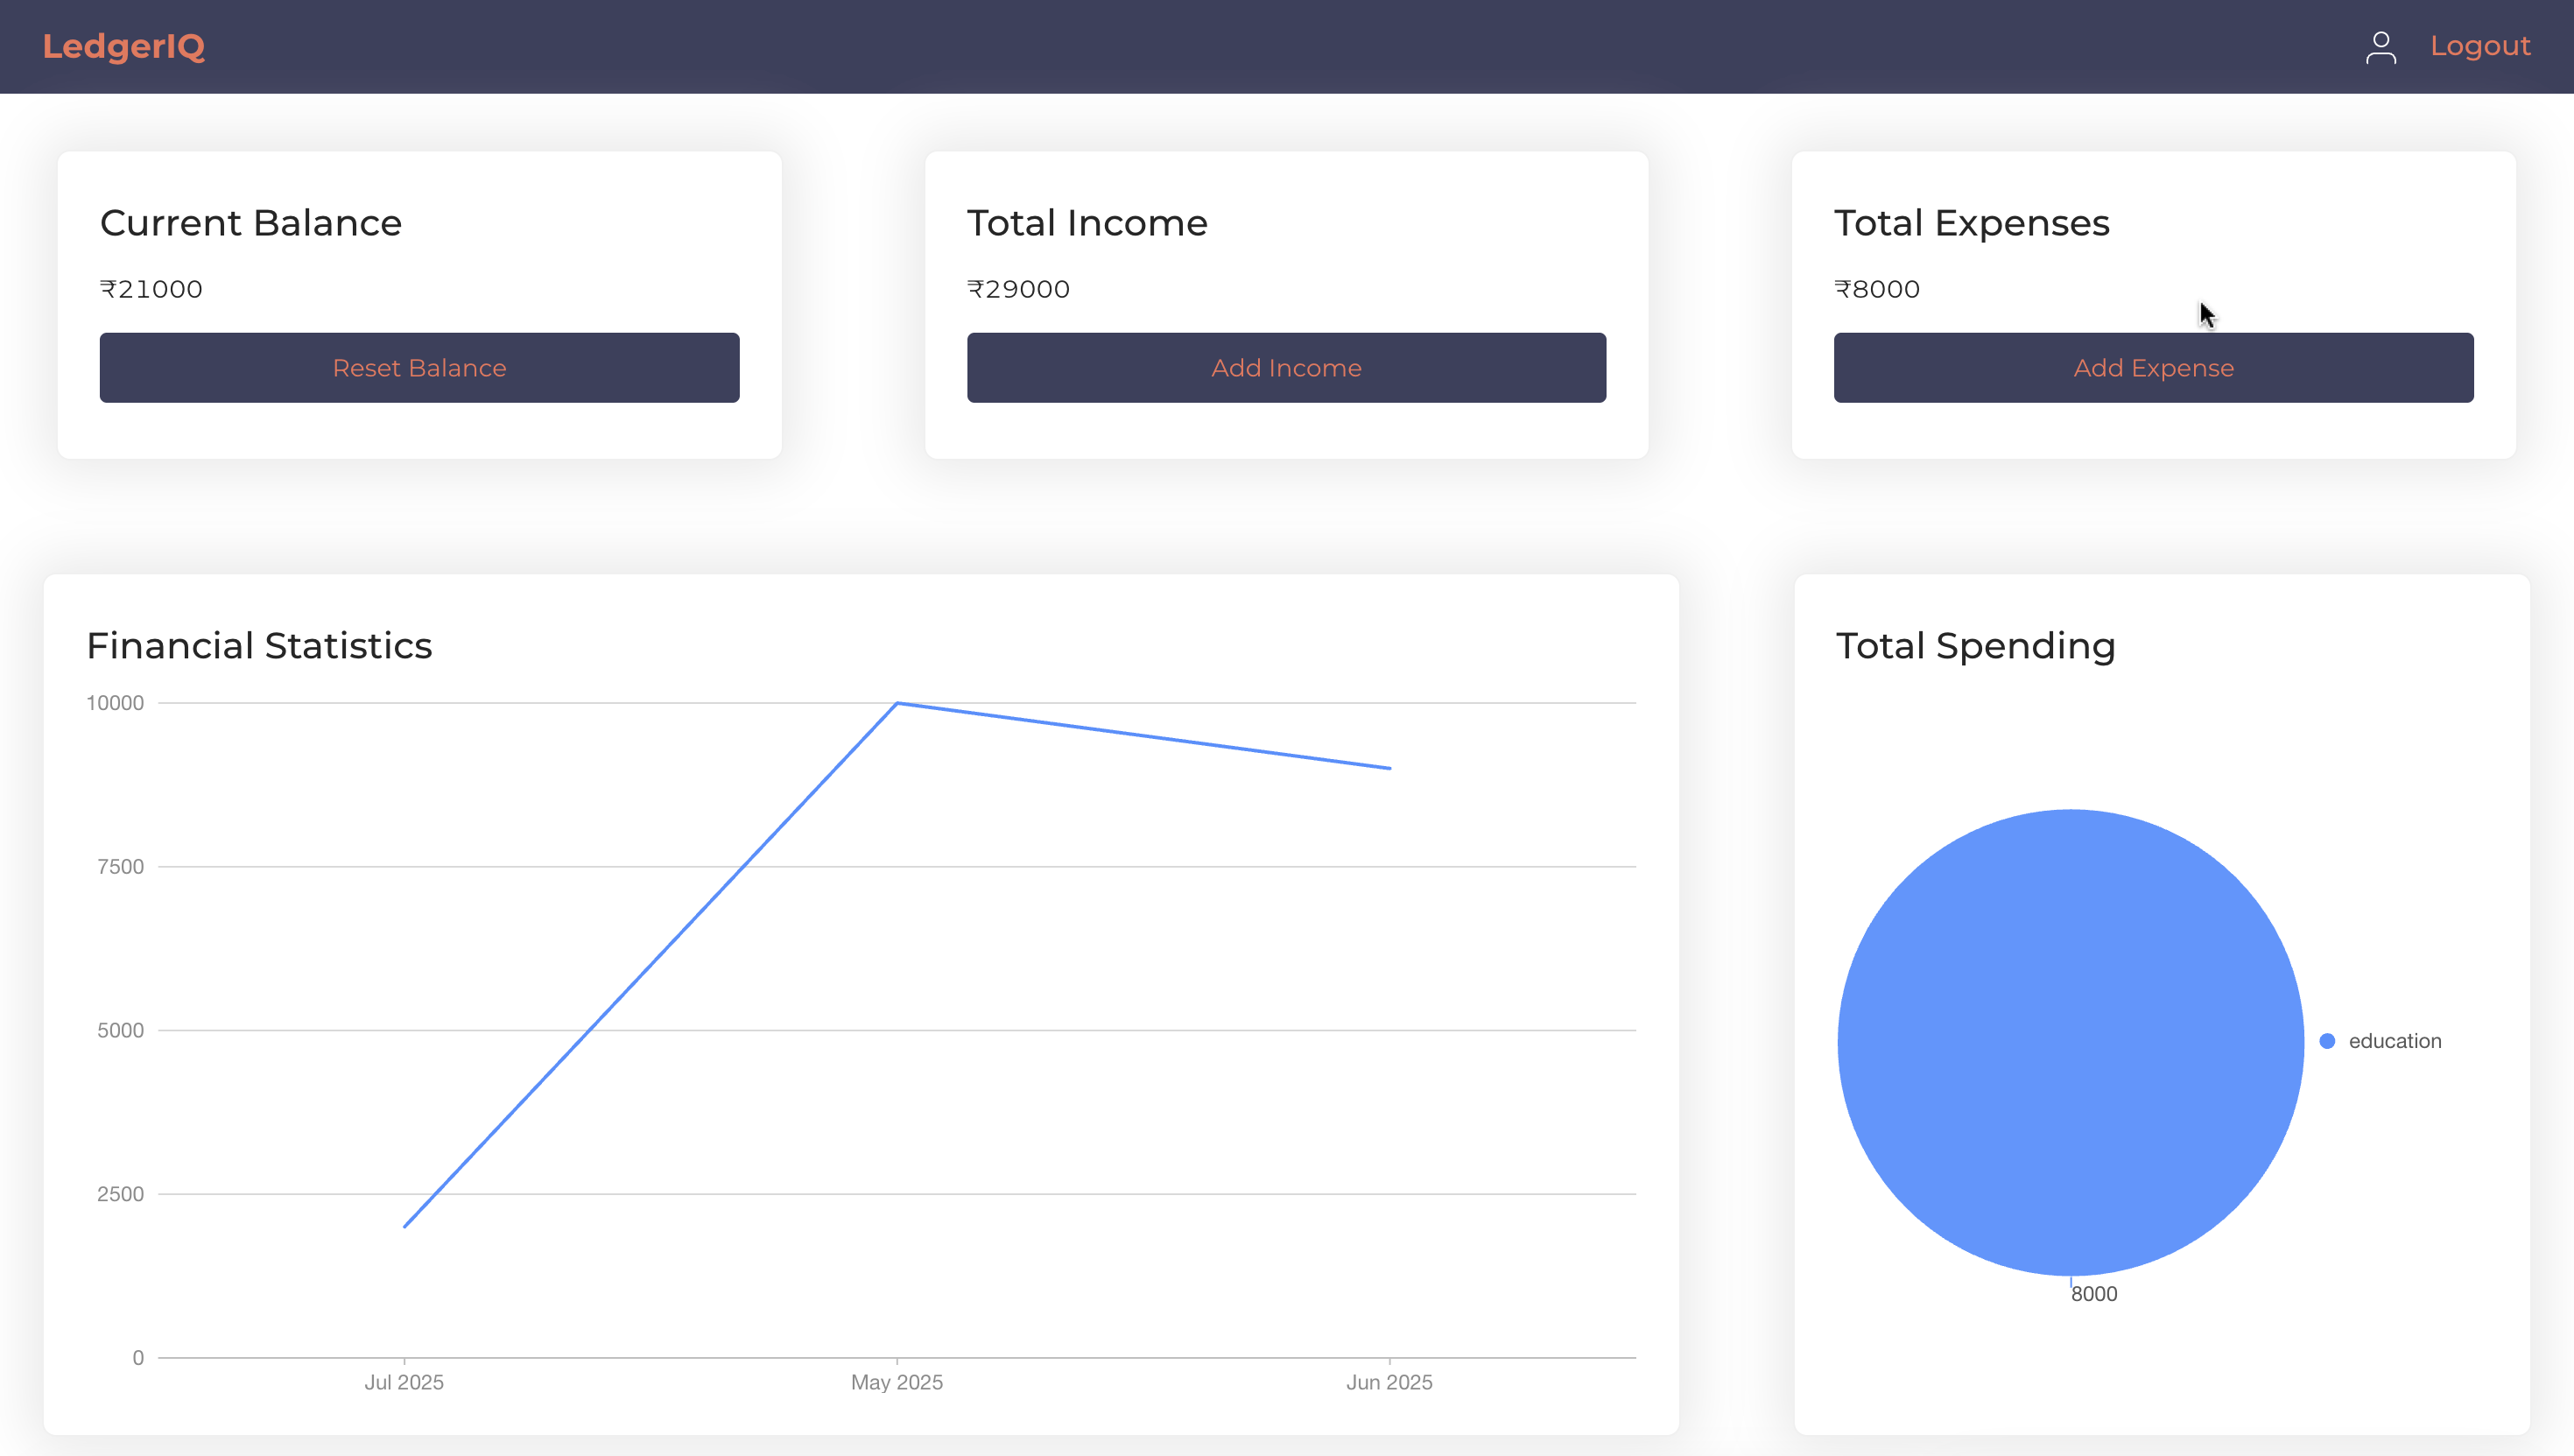 LedgerIQ
Logout
Current Balance
₹21000
Reset Balance
Total Income
₹29000
Add Income
Total Expenses
₹8000
Add Expense
Financial Statistics
10000
7500
5000
2500
0
Jul 2025
May 2025
Jun 2025
Total Spending
education
8000